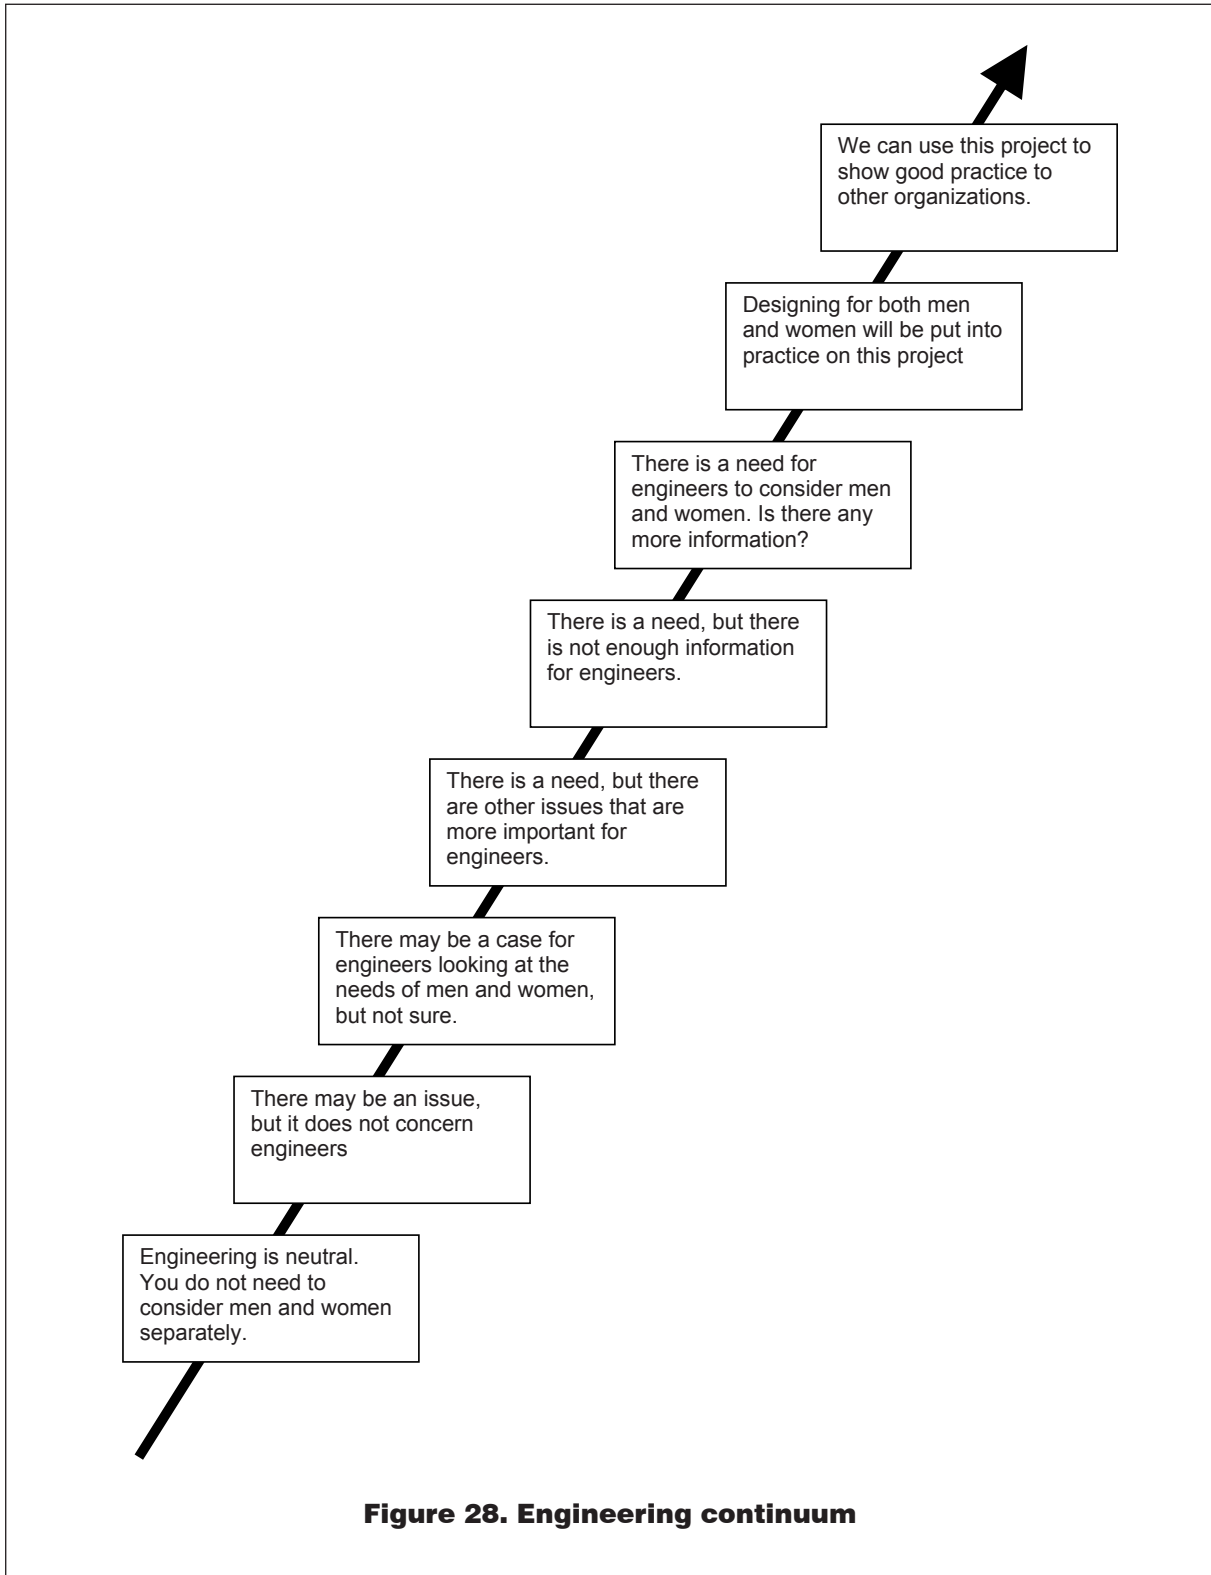 We can use this project to
show good practice to
other organizations.
Designing for both men
and women will be put into
practice on this project
There is a need for
engineers to consider men
and women. Is there any
more information?
There is a need, but there
is not enough information
for engineers.
There is a need, but there
are other issues that are
more important for
engineers.
There may be a case for
engineers looking at the
needs of men and women,
but not sure.
There may be an issue,
but it does not concern
engineers
Engineering is neutral.
You do not need to
consider men and women
separately.
Figure 28. Engineering continuum